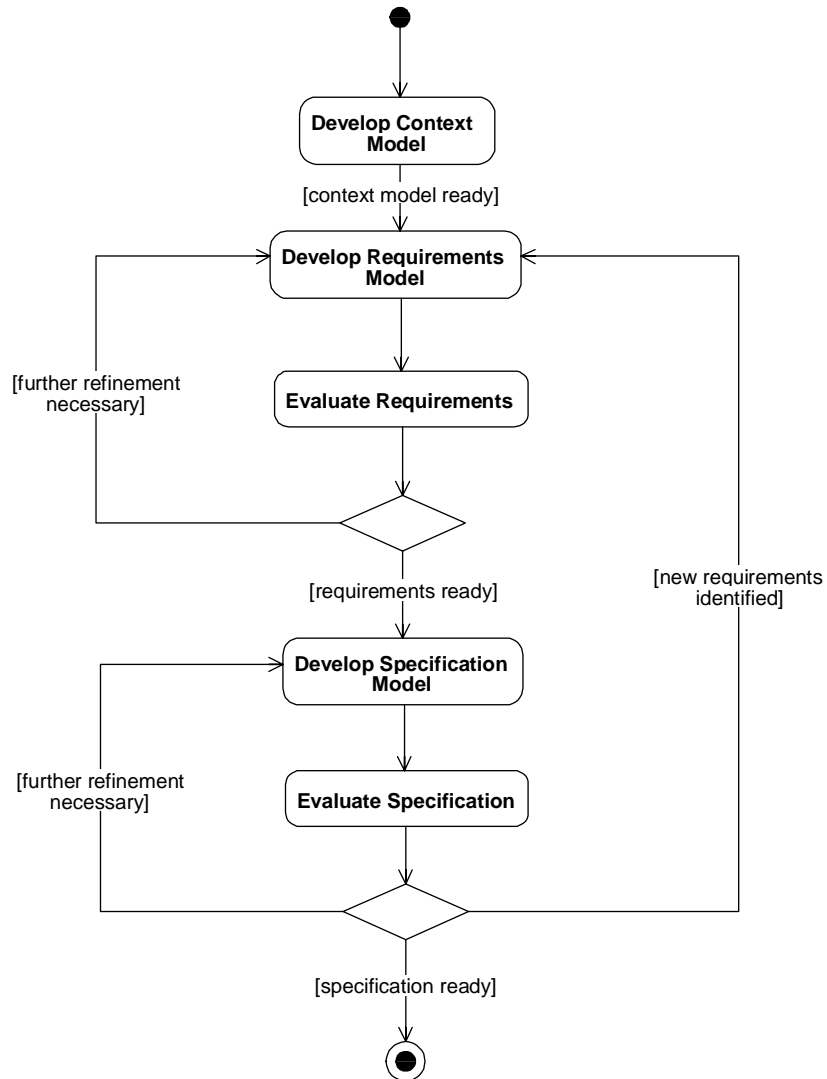 Develop Context
Model
[context model ready]
Develop Requirements
Model
[further refinement
necessary]
Evaluate Requirements
[new requirements
identified]
[requirements ready]
Develop Specification
Model
[further refinement
necessary]
Evaluate Specification
[specification ready]